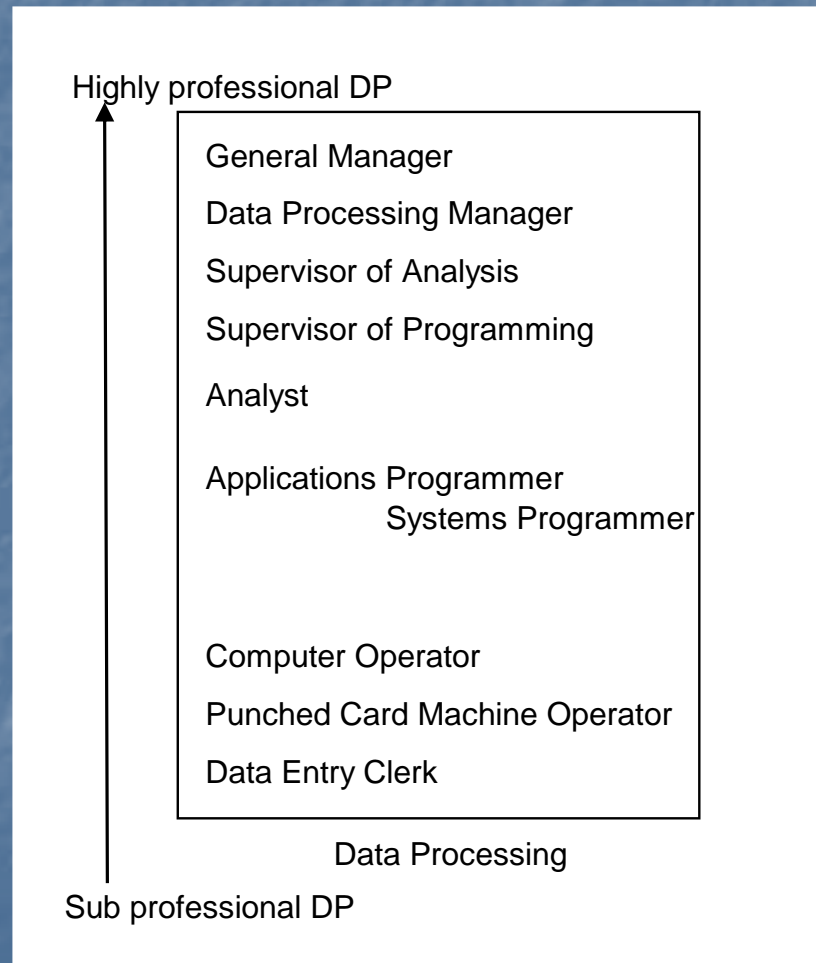 Highly professional DP
General Manager
Data Processing Manager
Supervisor of Analysis
Supervisor of Programming
Analyst
Applications Programmer
Systems Programmer
Computer Operator
Punched Card Machine Operator
Data Entry Clerk
Data Processing
Sub professional DP